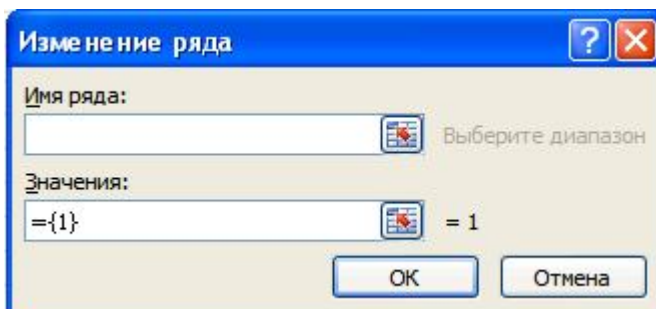 Изменение ряда
Имя ряда:
Выберите диапазон
Значения:
={1} = 1
ОК Отмена